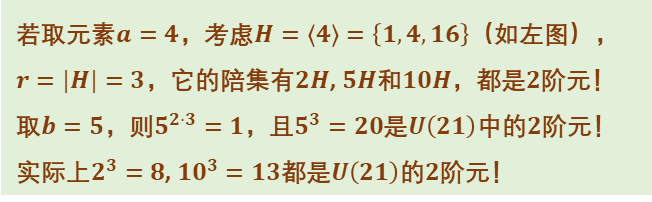 若取元素a = 4，考虑H = ⟨4⟩ = {1, 4, 16}（如左图），
r = |H| = 3，它的陪集有2H, 5H和10H，都是2阶元！
取b = 5，则5²·³ = 1，且5³ = 20是U(21)中的2阶元！
实际上2³ = 8, 10³ = 13都是U(21)的2阶元！